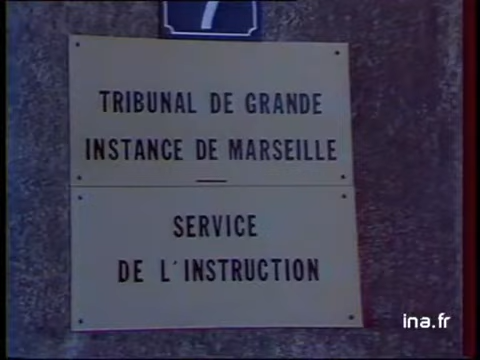 7
TRIBUNAL DE GRANDE
INSTANCE DE MARSEILLE
SERVICE
DE L'INSTRUCTION
ina.fr